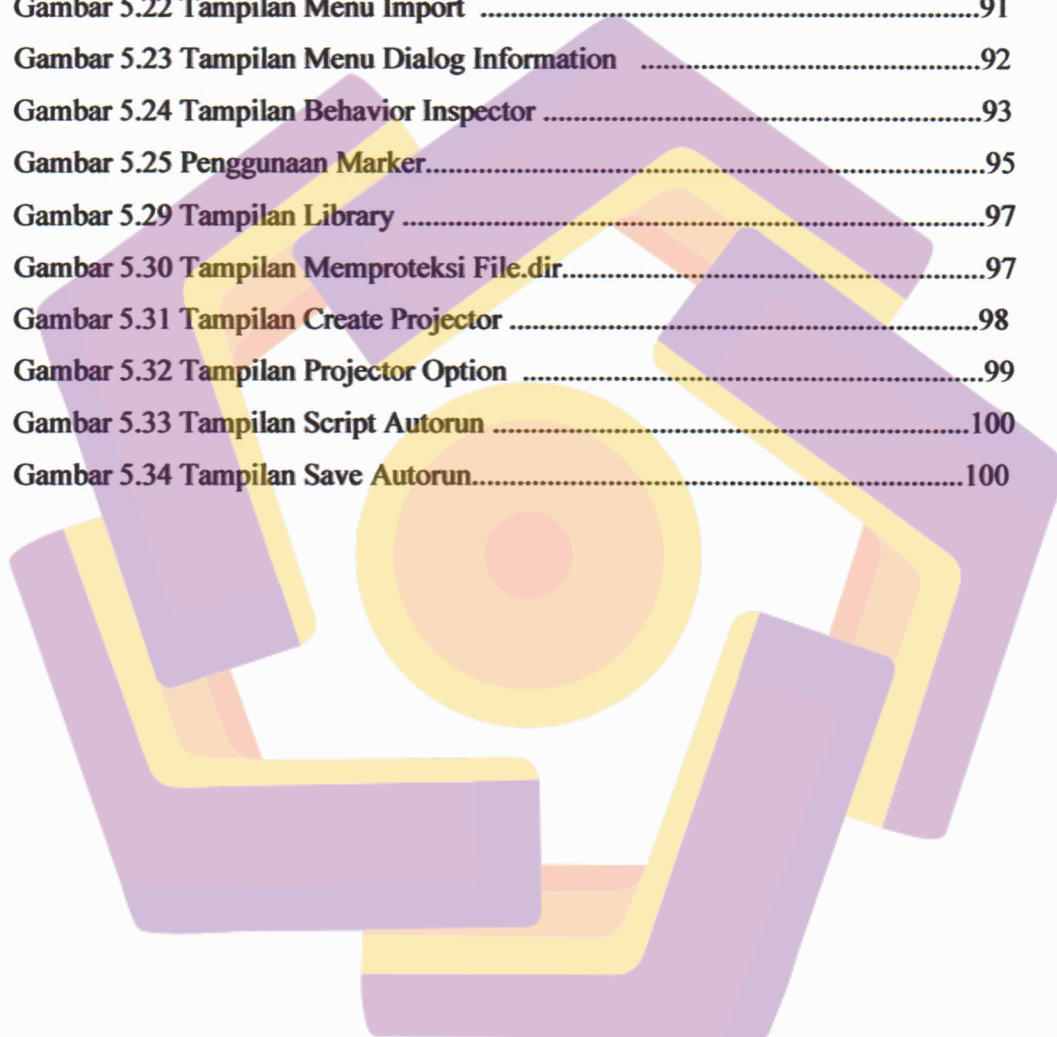 Gambar 5.22 Tampilan Menu Import ........................................................................91
Gambar 5.23 Tampilan Menu Dialog Information .................................................92
Gambar 5.24 Tampilan Behavior Inspector ...............................................................93
Gambar 5.25 Penggunaan Marker................................................................................95
Gambar 5.29 Tampilan Library ....................................................................................97
Gambar 5.30 Tampilan Memproteksi File.dir.............................................................97
Gambar 5.31 Tampilan Create Projector ....................................................................98
Gambar 5.32 Tampilan Projector Option ..................................................................99
Gambar 5.33 Tampilan Script Autorun .....................................................................100
Gambar 5.34 Tampilan Save Autorun.......................................................................100